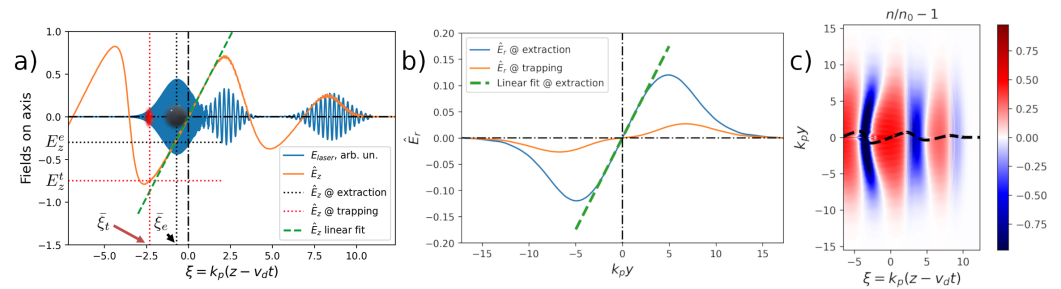 a)
Fields on axis
1.0
0.5
0.0
−0.5
−1.0
−1.5
E_z^e
E_z^t
ξ̄_t
ξ̄_e
−5.0
−2.5
0.0
2.5
5.0
7.5
10.0
ξ = k_p(z − v_d t)
E_laser, arb. un.
Ê_z
Ê_z @ extraction
Ê_z @ trapping
Ê_z linear fit
b)
Ê_r
0.20
0.15
0.10
0.05
0.00
−0.05
−0.10
−0.15
−0.20
−15
−10
−5
0
5
10
15
k_p y
Ê_r @ extraction
Ê_r @ trapping
Linear fit @ extraction
c)
n/n_0 − 1
k_p y
15
10
5
0
−5
−10
−15
−5
0
5
10
ξ = k_p(z − v_d t)
0.75
0.50
0.25
0.00
−0.25
−0.50
−0.75